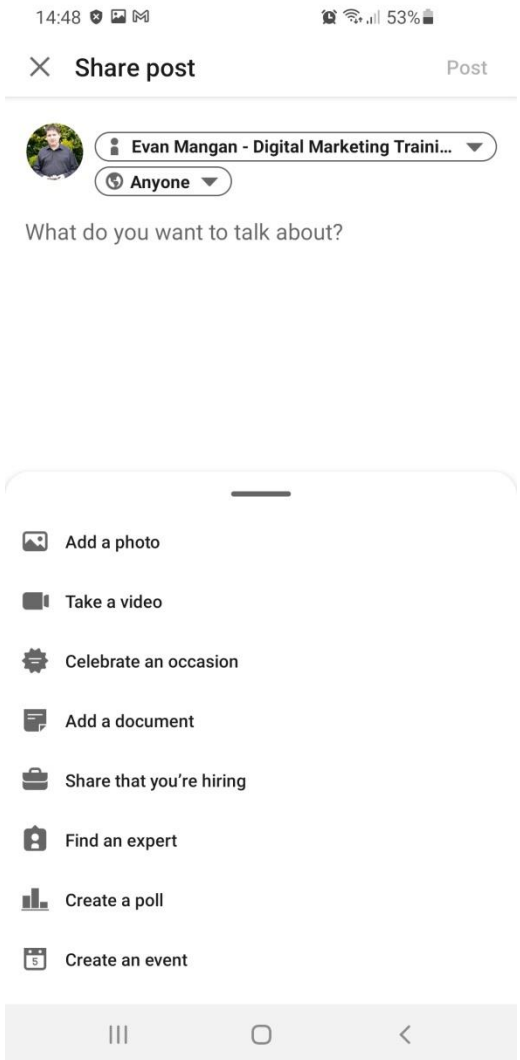 14:48 53%
Share post Post
Evan Mangan - Digital Marketing Traini...
Anyone
What do you want to talk about?
Add a photo
Take a video
Celebrate an occasion
Add a document
Share that you're hiring
Find an expert
Create a poll
5
Create an event